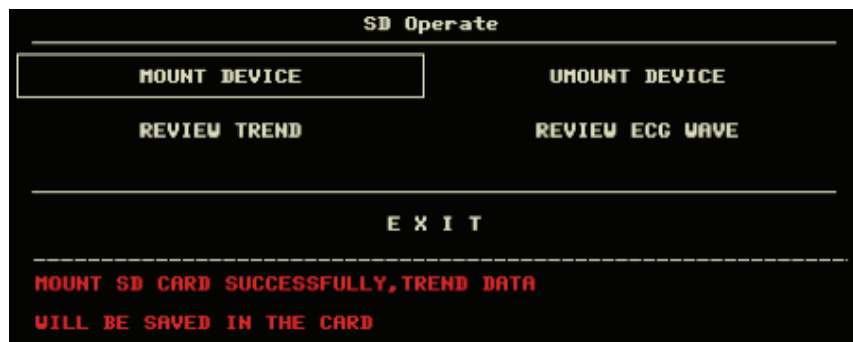 SD Operate
MOUNT DEVICE
UMOUNT DEVICE
REVIEW TREND
REVIEW ECG WAVE
E X I T
MOUNT SD CARD SUCCESSFULLY,TREND DATA
WILL BE SAVED IN THE CARD